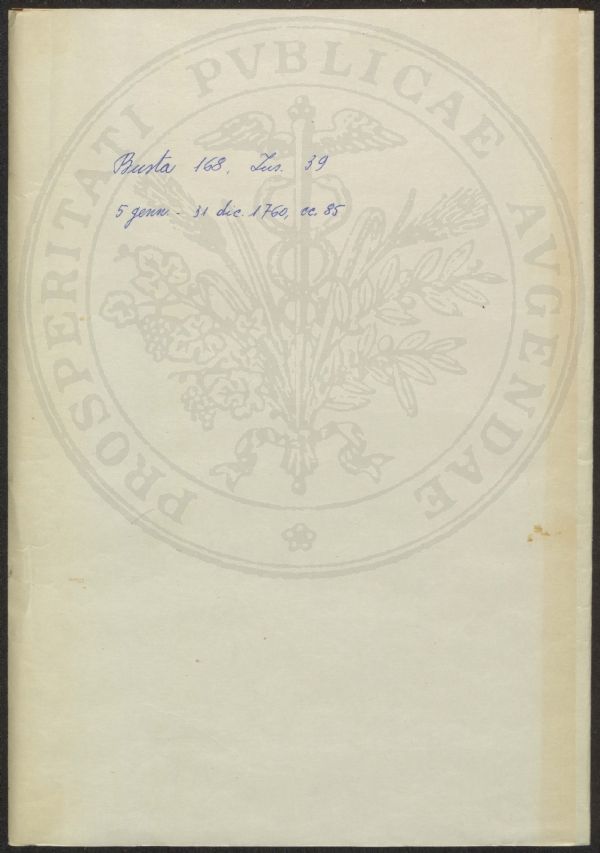 PROSPERITATI PVBLICAE AVGENDAE
Busta 168, Ins. 39
5 genn. - 31 dic. 1760, cc. 85